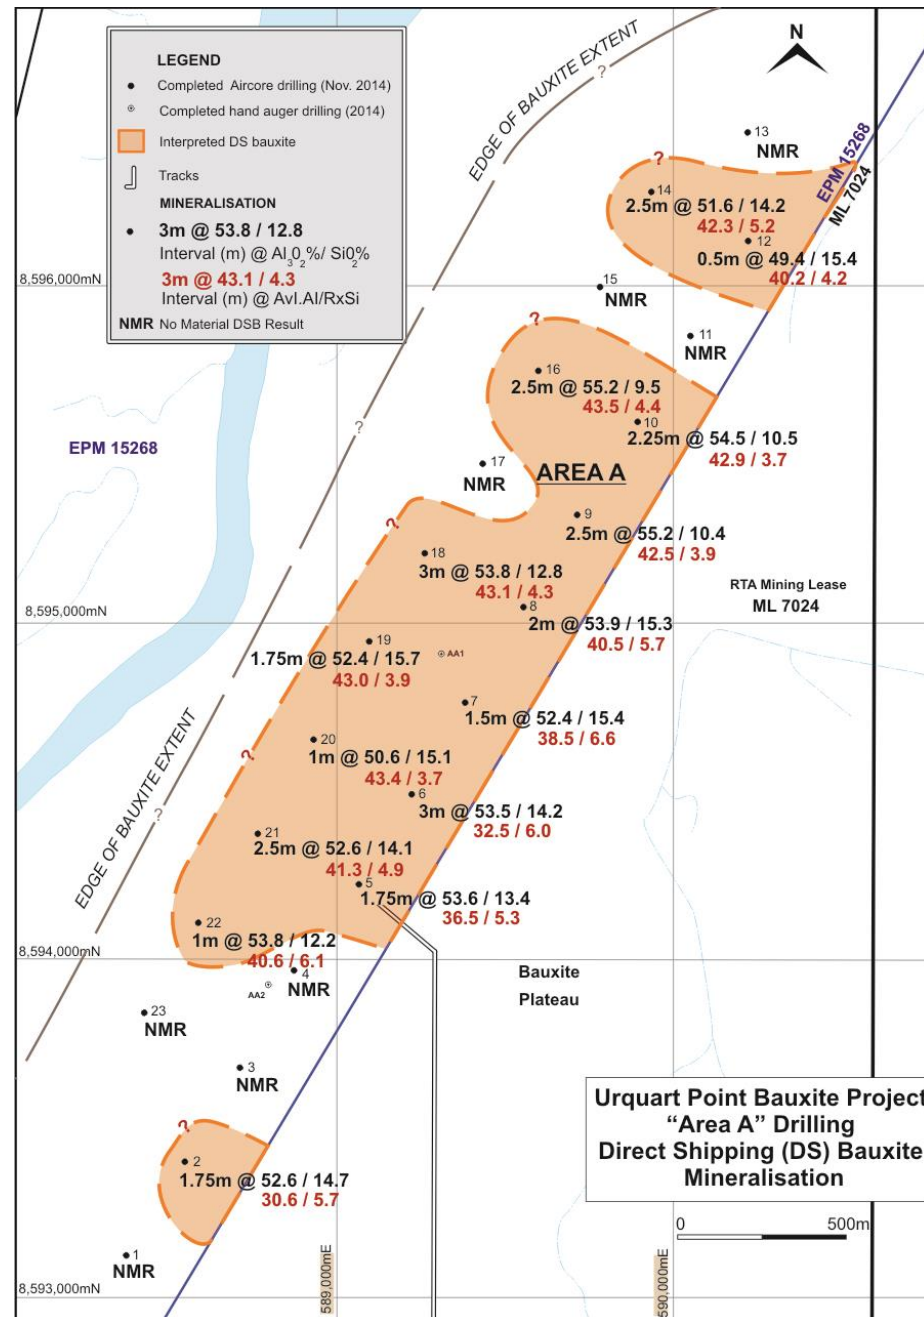 LEGEND
Completed Aircore drilling (Nov. 2014)
Completed hand auger drilling (2014)
Interpreted DS bauxite
Tracks
MINERALISATION
3m @ 53.8 / 12.8
Interval (m) @ Al₃0₂%/ Si0₂%
3m @ 43.1 / 4.3
Interval (m) @ Avl.Al/RxSi
NMR No Material DSB Result
N
EDGE OF BAUXITE EXTENT
?
EPM 15268
ML 7024
13
NMR
?
14
2.5m @ 51.6 / 14.2
42.3 / 5.2
12
0.5m @ 49.4 / 15.4
40.2 / 4.2
8,596,000mN
15
NMR
11
NMR
?
16
2.5m @ 55.2 / 9.5
43.5 / 4.4
10
2.25m @ 54.5 / 10.5
42.9 / 3.7
?
EPM 15268
17
NMR
AREA A
9
2.5m @ 55.2 / 10.4
42.5 / 3.9
?
18
3m @ 53.8 / 12.8
43.1 / 4.3
RTA Mining Lease
ML 7024
8,595,000mN
8
2m @ 53.9 / 15.3
40.5 / 5.7
19
1.75m @ 52.4 / 15.7
43.0 / 3.9
AA1
7
1.5m @ 52.4 / 15.4
38.5 / 6.6
?
20
1m @ 50.6 / 15.1
43.4 / 3.7
6
3m @ 53.5 / 14.2
32.5 / 6.0
EDGE OF BAUXITE EXTENT
?
21
2.5m @ 52.6 / 14.1
41.3 / 4.9
5
1.75m @ 53.6 / 13.4
36.5 / 5.3
22
1m @ 53.8 / 12.2
40.6 / 6.1
8,594,000mN
4
NMR
AA2
Bauxite
Plateau
23
NMR
3
NMR
Urquart Point Bauxite Project
“Area A” Drilling
Direct Shipping (DS) Bauxite
Mineralisation
?
2
1.75m @ 52.6 / 14.7
30.6 / 5.7
0 500m
1
NMR
589,000mE
590,000mE
8,593,000mN